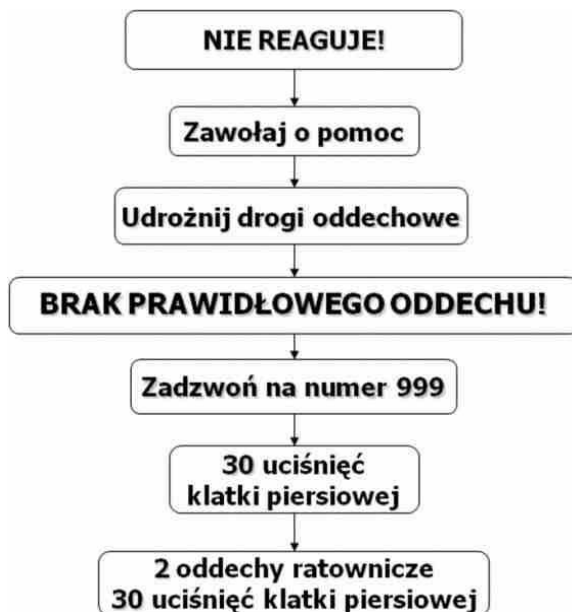 NIE REAGUJE!
Zawołaj o pomoc
Udrożnij drogi oddechowe
BRAK PRAWIDŁOWEGO ODDECHU!
Zadzwoń na numer 999
30 uciśnięć
klatki piersiowej
2 oddechy ratownicze
30 uciśnięć klatki piersiowej